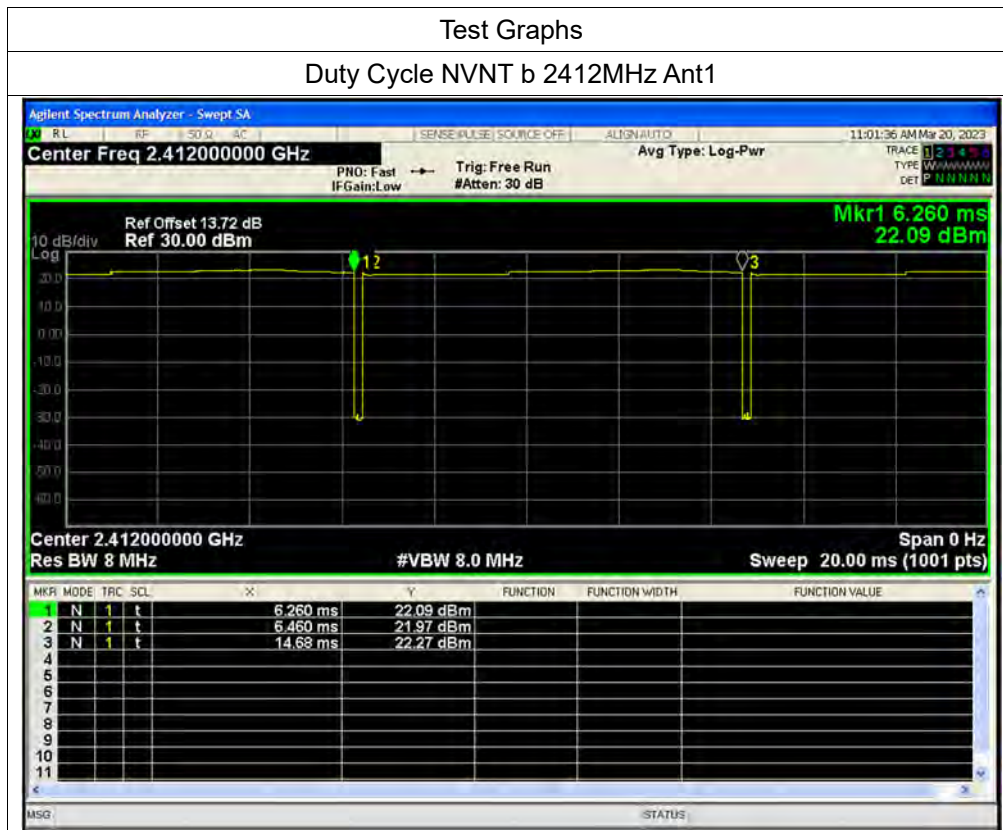 Test Graphs
Duty Cycle NVNT b 2412MHz Ant1
Agilent Spectrum Analyzer - Swept SA
RL RF 50 Ω AC SENSE:PULSE SOURCE OFF ALIGN AUTO 11:01:36 AM Mar 20, 2023
Center Freq 2.412000000 GHz Avg Type: Log-Pwr TRACE 1 2 3 4 5 6
PNO: Fast Trig: Free Run TYPE WWWWWW
IFGain:Low #Atten: 30 dB DET P N N N N N
Mkr1 6.260 ms
Ref Offset 13.72 dB
10 dB/div Ref 30.00 dBm 22.09 dBm
Log
1 2 3
20.0
10.0
0.00
-10.0
-20.0
-30.0
-40.0
-50.0
-60.0
Center 2.412000000 GHz Span 0 Hz
Res BW 8 MHz #VBW 8.0 MHz Sweep 20.00 ms (1001 pts)
MKR MODE TRC SCL X Y FUNCTION FUNCTION WIDTH FUNCTION VALUE
1 N 1 t 6.260 ms 22.09 dBm
2 N 1 t 6.460 ms 21.97 dBm
3 N 1 t 14.68 ms 22.27 dBm
4
5
6
7
8
9
10
11
MSG STATUS